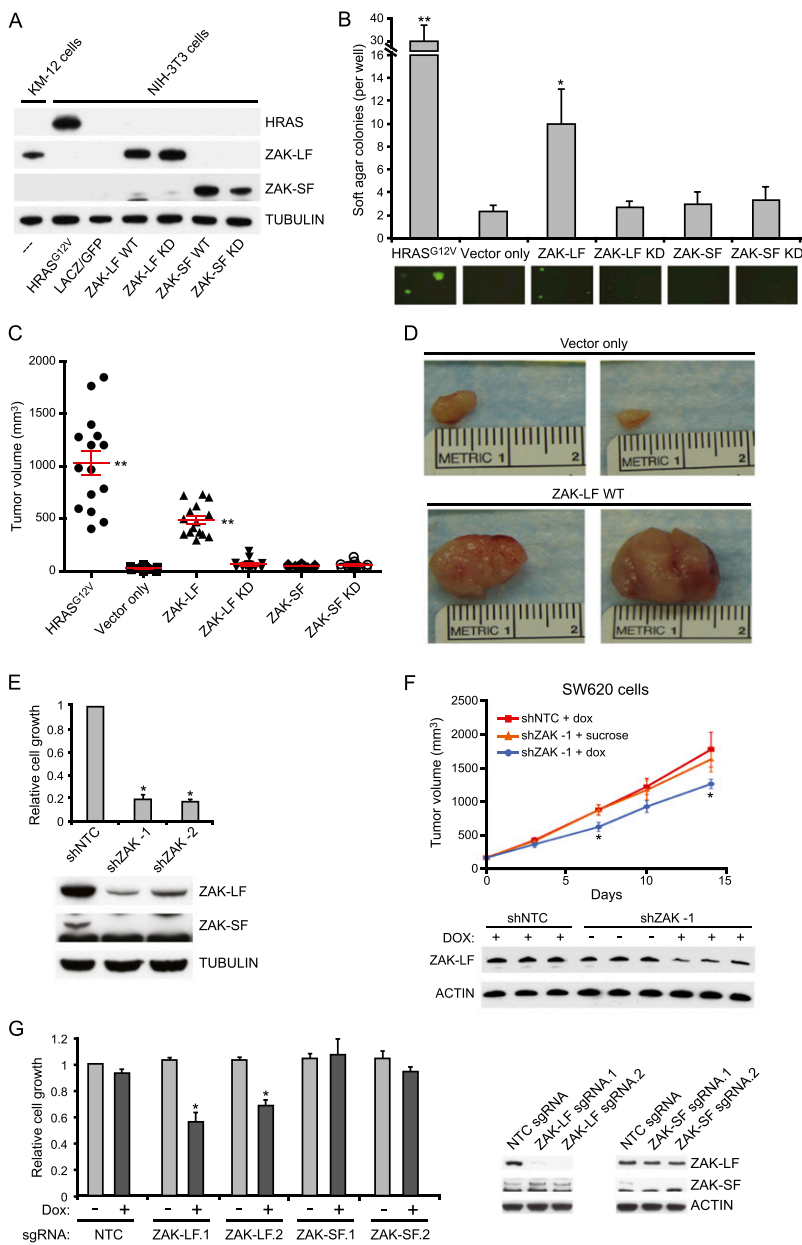 A
KM-12 cells
NIH-3T3 cells
HRAS
ZAK-LF
ZAK-SF
TUBULIN
---
HRASG12V
LACZ/GFP
ZAK-LF WT
ZAK-LF KD
ZAK-SF WT
ZAK-SF KD
B
Soft agar colonies (per well)
40
30
16
14
12
10
8
6
4
2
0
**
*
HRASG12V
Vector only
ZAK-LF
ZAK-LF KD
ZAK-SF
ZAK-SF KD
C
Tumor volume (mm3)
2000
1500
1000
500
0
**
**
HRASG12V
Vector only
ZAK-LF
ZAK-LF KD
ZAK-SF
ZAK-SF KD
D
Vector only
METRIC 1 2
METRIC 1 2
ZAK-LF WT
METRIC 1 2
METRIC 1 2
E
Relative cell growth
1
0.8
0.6
0.4
0.2
0
*
*
shNTC
shZAK -1
shZAK -2
ZAK-LF
ZAK-SF
TUBULIN
F
SW620 cells
Tumor volume (mm3)
2500
2000
1500
1000
500
0
shNTC + dox
shZAK -1 + sucrose
shZAK -1 + dox
*
*
0 5 10 15
Days
shNTC shZAK -1
DOX: + + + - - - + + +
ZAK-LF
ACTIN
G
Relative cell growth
1.2
1
0.8
0.6
0.4
0.2
0
*
*
Dox: - + - + - + - + - +
sgRNA: NTC ZAK-LF.1 ZAK-LF.2 ZAK-SF.1 ZAK-SF.2
NTC sgRNA
ZAK-LF sgRNA.1
ZAK-LF sgRNA.2
NTC sgRNA
ZAK-SF sgRNA.1
ZAK-SF sgRNA.2
ZAK-LF
ZAK-SF
ACTIN